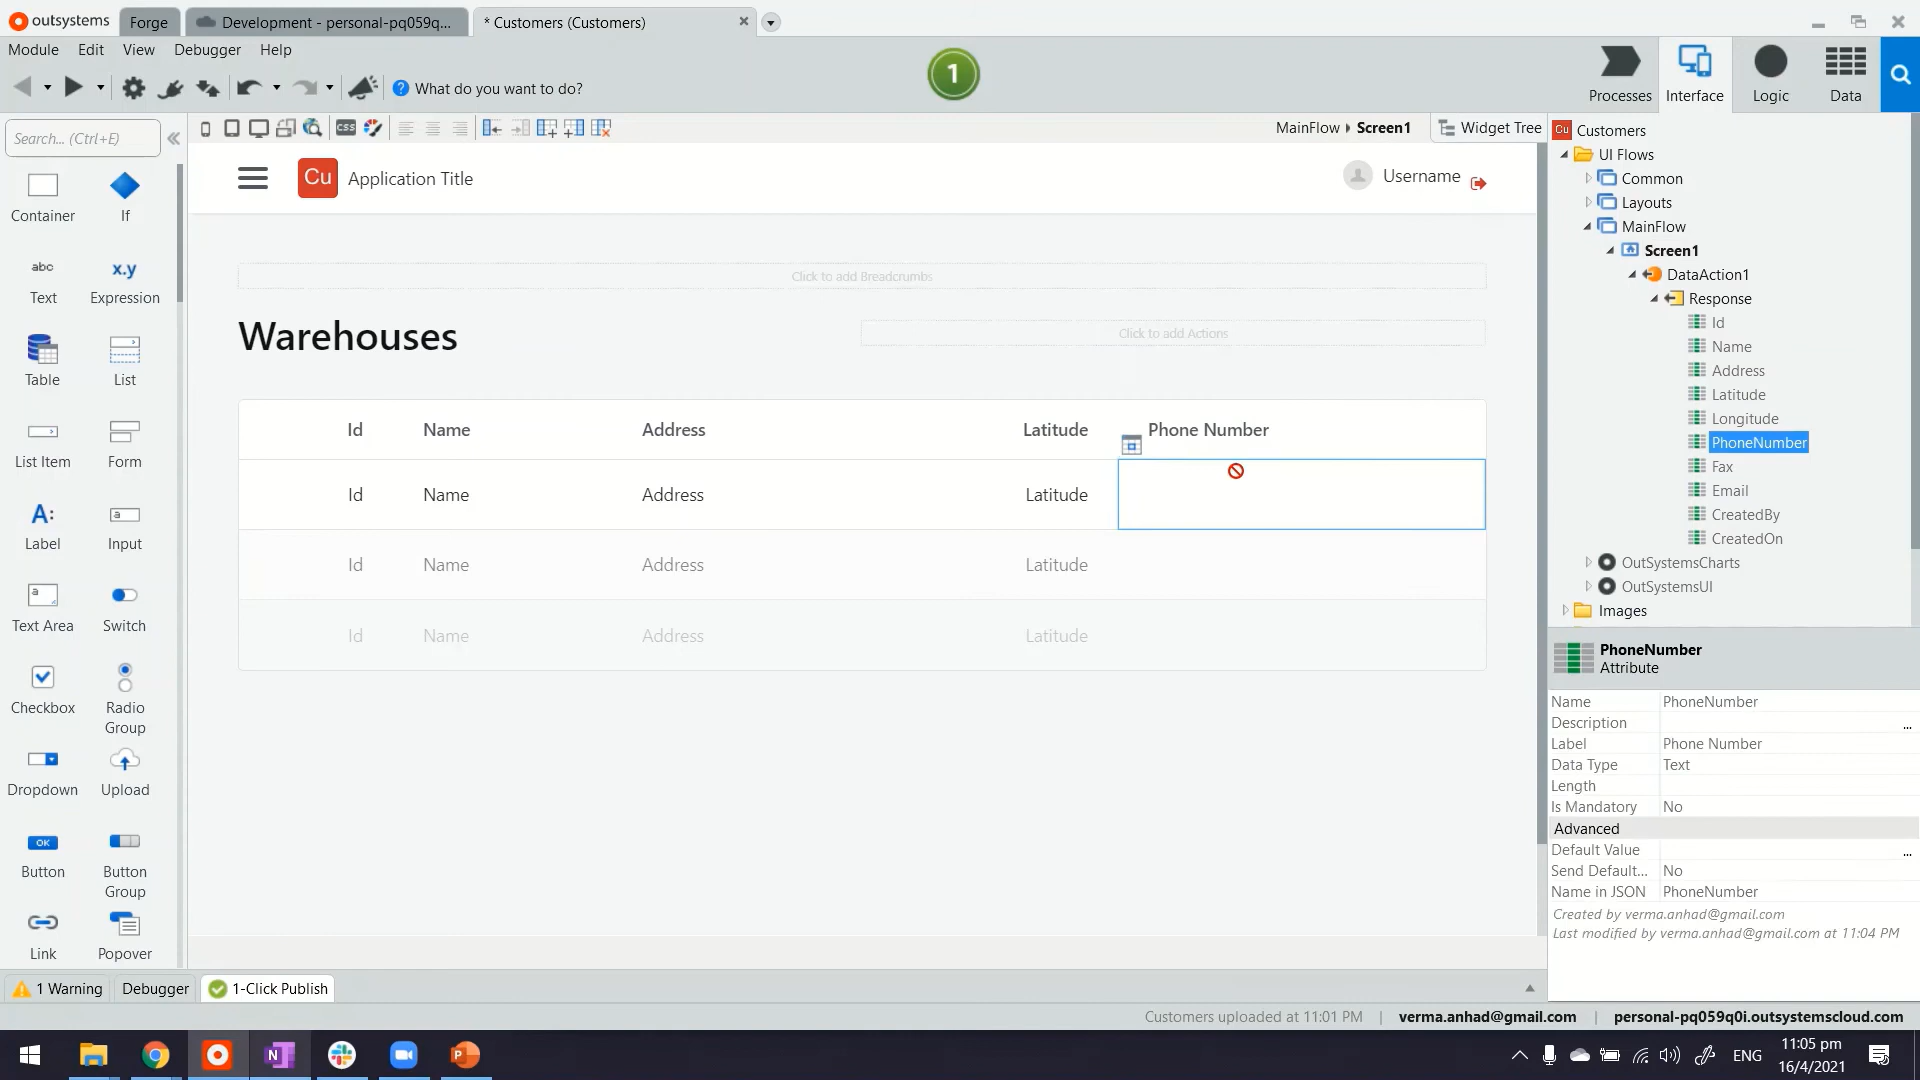 outsystems
Forge
Development - personal-pq059q...
* Customers (Customers)
Module Edit View Debugger Help
1
What do you want to do?
Processes Interface Logic Data
Search... (Ctrl+E)
css
MainFlow Screen1
Widget Tree
Container If
abc
Text
x.y
Expression
Table List
List Item Form
A:
Label
a
Input
a
Text Area
Switch
Checkbox Radio
Group
Dropdown Upload
OK
Button Button
Group
Link Popover
Cu Application Title
Username
Click to add Breadcrumbs
Warehouses
Click to add Actions
Id Name Address Latitude Phone Number
Id Name Address Latitude
Id Name Address Latitude
Id Name Address Latitude
Cu Customers
UI Flows
Common
Layouts
MainFlow
Screen1
DataAction1
Response
Id
Name
Address
Latitude
Longitude
PhoneNumber
Fax
Email
CreatedBy
CreatedOn
OutSystemsCharts
OutSystemsUI
Images
PhoneNumber
Attribute
Name PhoneNumber
Description ...
Label Phone Number
Data Type Text
Length
Is Mandatory No
Advanced
Default Value ...
Send Default... No
Name in JSON PhoneNumber
Created by verma.anhad@gmail.com
Last modified by verma.anhad@gmail.com at 11:04 PM
1 Warning Debugger 1-Click Publish
Customers uploaded at 11:01 PM | verma.anhad@gmail.com | personal-pq059q0i.outsystemscloud.com
N
P
ENG
11:05 pm
16/4/2021